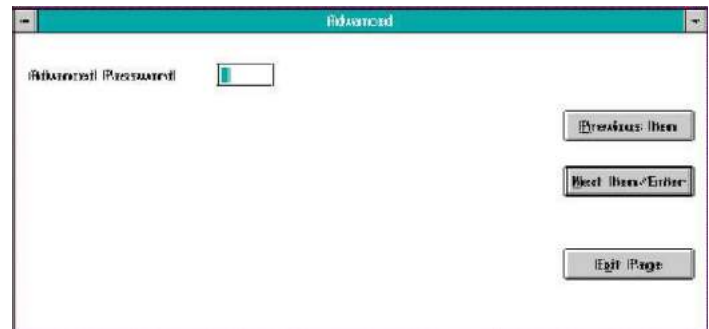 Advanced
Advanced Password
Previous Item
Next Item/Enter
Exit Page